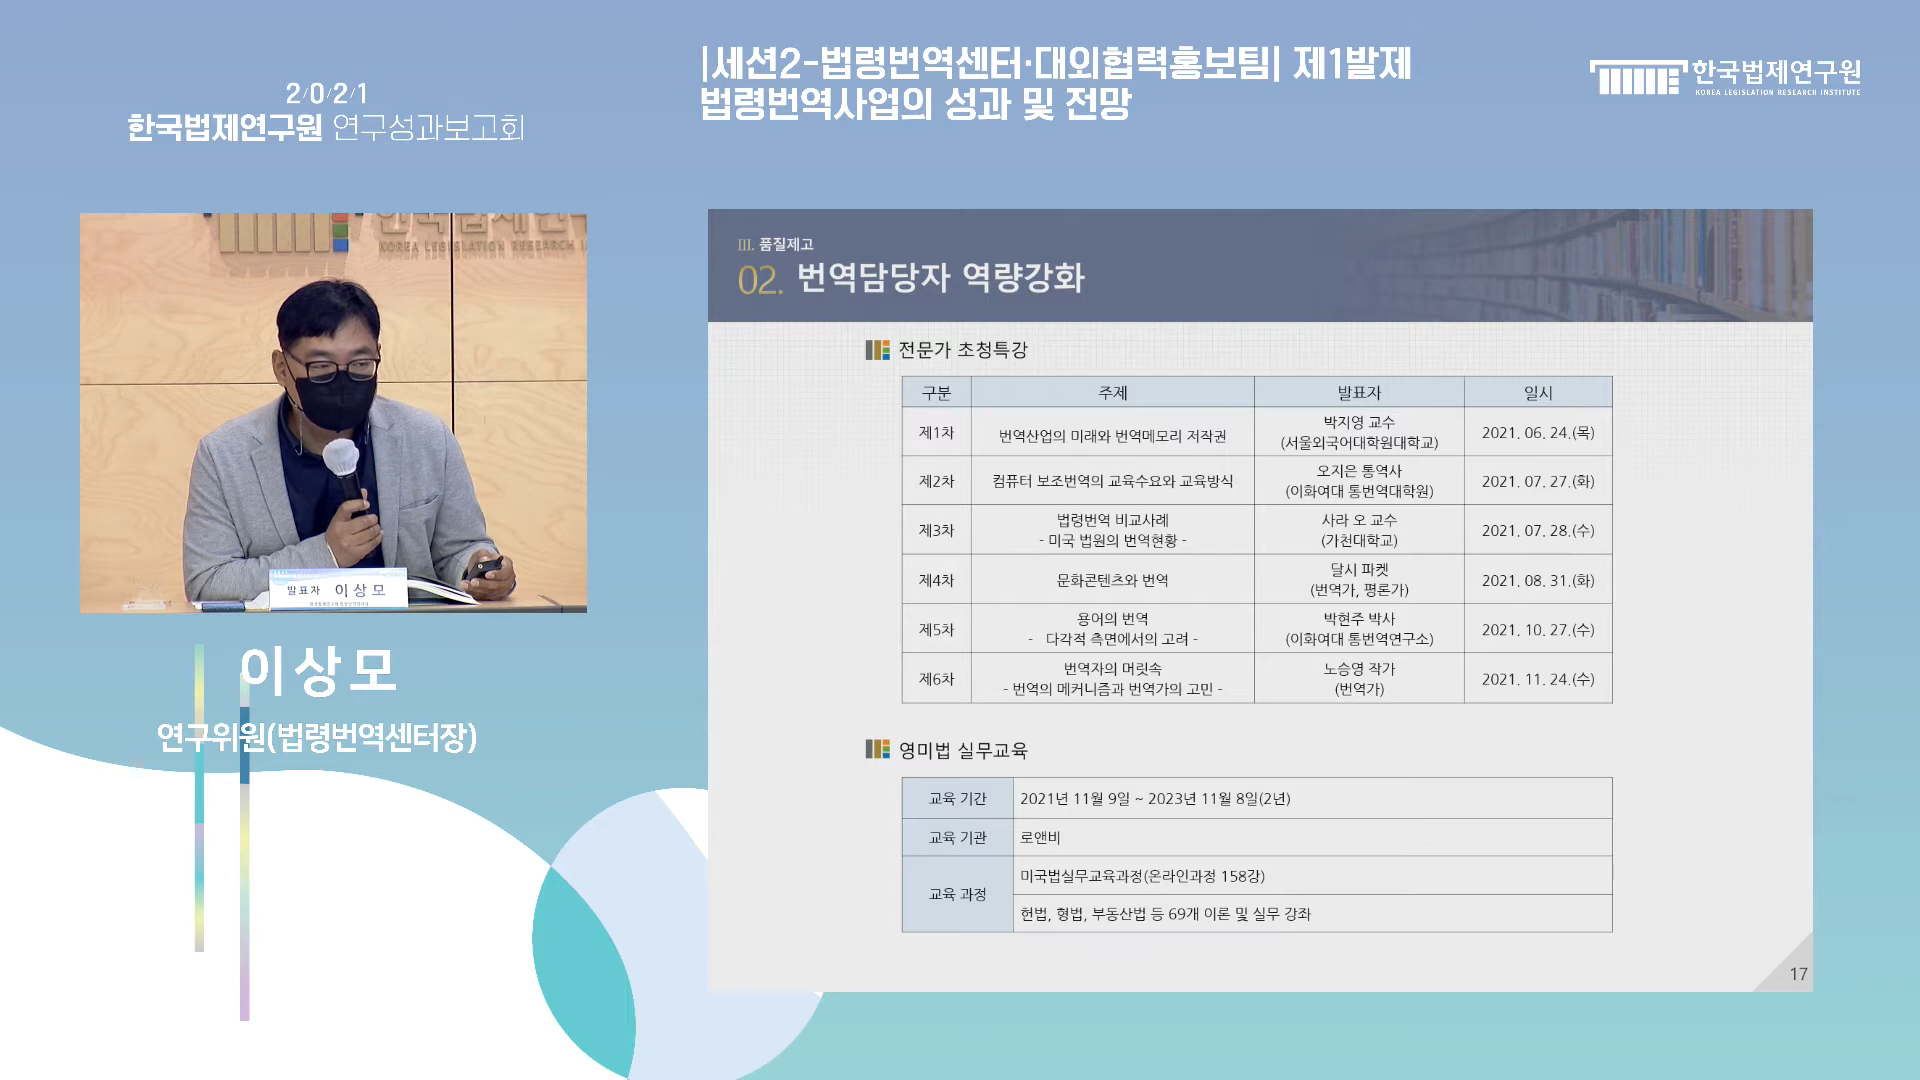 2/0/2/1
한국법제연구원 연구성과보고회
|세션2-법령번역센터·대외협력홍보팀| 제1발제
법령번역사업의 성과 및 전망
한국법제연구원
KOREA LEGISLATION RESEARCH INSTITUTE
한국법제연
KOREA LEGISLATION RESEARCH I
발표자 이상모
이상모
연구위원(법령번역센터장)
III. 품질제고
02. 번역담당자 역량강화
전문가 초청특강
구분 주제 발표자 일시
제1차 번역산업의 미래와 번역메모리 저작권 박지영 교수 (서울외국어대학원대학교) 2021. 06. 24.(목)
제2차 컴퓨터 보조번역의 교육수요와 교육방식 오지은 통역사 (이화여대 통번역대학원) 2021. 07. 27.(화)
제3차 법령번역 비교사례 - 미국 법원의 번역현황 - 사라 오 교수 (가천대학교) 2021. 07. 28.(수)
제4차 문화콘텐츠와 번역 달시 파켓 (번역가, 평론가) 2021. 08. 31.(화)
제5차 용어의 번역 - 다각적 측면에서의 고려 - 박현주 박사 (이화여대 통번역연구소) 2021. 10. 27.(수)
제6차 번역자의 머릿속 - 번역의 메커니즘과 번역가의 고민 - 노승영 작가 (번역가) 2021. 11. 24.(수)
영미법 실무교육
교육 기간 2021년 11월 9일 ~ 2023년 11월 8일(2년)
교육 기관 로앤비
교육 과정 미국법실무교육과정(온라인과정 158강)
헌법, 형법, 부동산법 등 69개 이론 및 실무 강좌
17